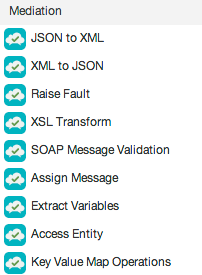 Mediation
JSON to XML
XML to JSON
Raise Fault
XSL Transform
SOAP Message Validation
Assign Message
Extract Variables
Access Entity
Key Value Map Operations